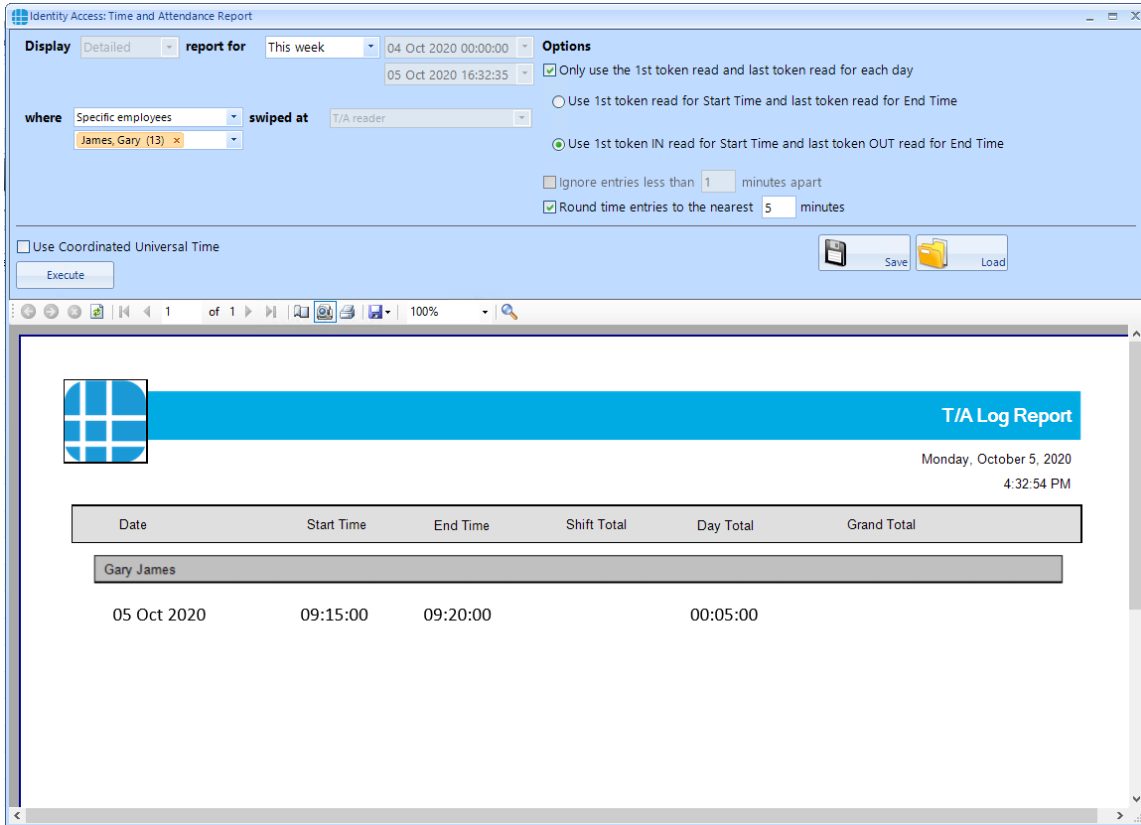 Identity Access: Time and Attendance Report
Display Detailed report for This week 04 Oct 2020 00:00:00
05 Oct 2020 16:32:35
where Specific employees swiped at T/A reader
James, Gary (13) ×
Options
Only use the 1st token read and last token read for each day
Use 1st token read for Start Time and last token read for End Time
Use 1st token IN read for Start Time and last token OUT read for End Time
Ignore entries less than 1 minutes apart
Round time entries to the nearest 5 minutes
Use Coordinated Universal Time
Save Load
Execute
1 of 1 100%
T/A Log Report
Monday, October 5, 2020
4:32:54 PM
Date Start Time End Time Shift Total Day Total Grand Total
Gary James
05 Oct 2020 09:15:00 09:20:00 00:05:00